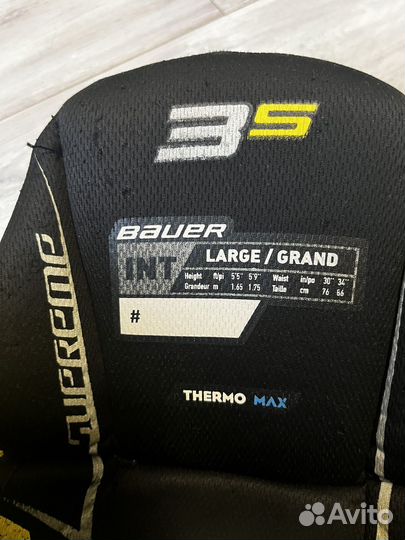 3S
BAUER
INT
LARGE / GRAND
Height ft/pi 5'5" 5'9" Waist in/po 30" 34"
Grandeur m 1.65 1.75 Taille cm 76 86
#
SUPREME
THERMO MAX
Avito